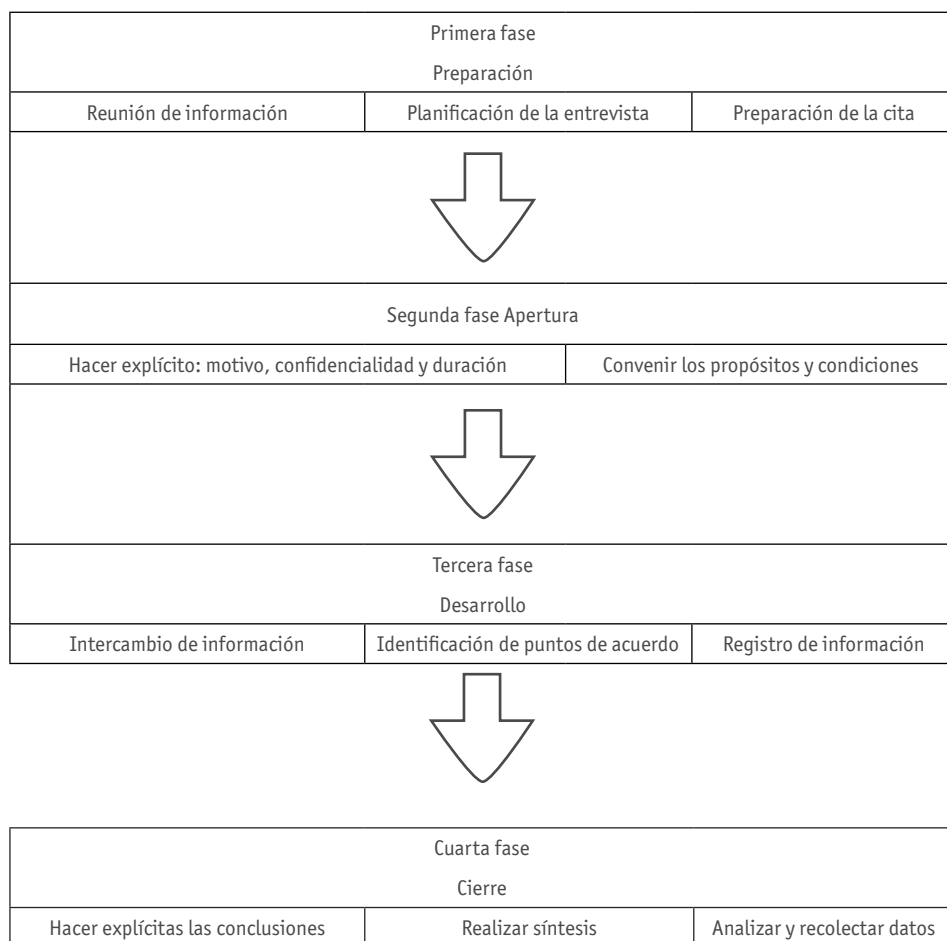 Primera fase
Preparación
Reunión de información
Planificación de la entrevista
Preparación de la cita
Segunda fase Apertura
Hacer explícito: motivo, confidencialidad y duración
Convenir los propósitos y condiciones
Tercera fase
Desarrollo
Intercambio de información
Identificación de puntos de acuerdo
Registro de información
Cuarta fase
Cierre
Hacer explícitas las conclusiones
Realizar síntesis
Analizar y recolectar datos